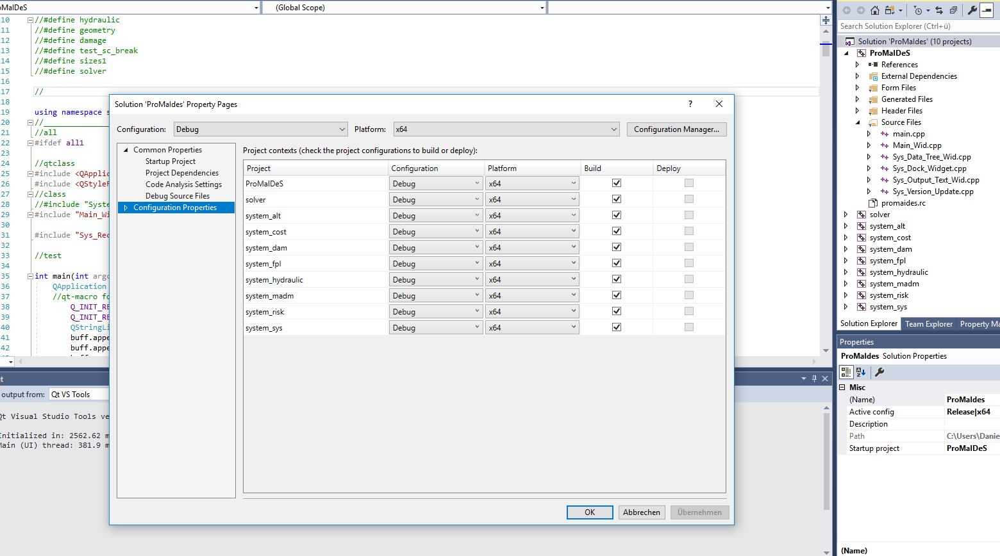 oMaIDeS
(Global Scope)
10 //#define hydraulic
11 //#define geometry
12 //#define damage
13 //#define test_sc_break
14 //#define sizes1
15 //#define solver
16
17 //
18
19 using namespace s
20 //
21 //all
22 #ifdef all1
23
24 //qtclass
25 #include <QApplic
26 #include <QStyleF
27 //class
28 //#include "Syste
29 #include "Main_Wi
30
31 #include "Sys_Rec
32
33 //test
34
35 int main(int argc
36 QApplication
37 //qt-macro fo
38 Q_INIT_RE
39 Q_INIT_RE
40 QStringLi
41 buff.appe
42 buff.appe
Solution 'ProMaIdes' Property Pages
?
Configuration: Debug Platform: x64 Configuration Manager...
Common Properties
Startup Project
Project Dependencies
Code Analysis Settings
Debug Source Files
Configuration Properties
Project contexts (check the project configurations to build or deploy):
Project Configuration Platform Build Deploy
ProMaIDeS Debug x64
solver Debug x64
system_alt Debug x64
system_cost Debug x64
system_dam Debug x64
system_fpl Debug x64
system_hydraulic Debug x64
system_madm Debug x64
system_risk Debug x64
system_sys Debug x64
OK Abbrechen Übernehmen
t
output from: Qt VS Tools
Qt Visual Studio Tools ve
Initialized in: 2562.62 m
Main (UI) thread: 381.9 m
Search Solution Explorer (Ctrl+ü)
Solution 'ProMaIdes' (10 projects)
ProMaIDeS
References
External Dependencies
Form Files
Generated Files
Header Files
Source Files
main.cpp
Main_Wid.cpp
Sys_Data_Tree_Wid.cpp
Sys_Dock_Widget.cpp
Sys_Output_Text_Wid.cpp
Sys_Version_Update.cpp
promaides.rc
solver
system_alt
system_cost
system_dam
system_fpl
system_hydraulic
system_madm
system_risk
system_sys
Solution Explorer Team Explorer Property Ma
Properties
ProMaIdes Solution Properties
Misc
(Name) ProMaIdes
Active config Release|x64
Description
Path C:\Users\Danie
Startup project ProMaIDeS
(Name)